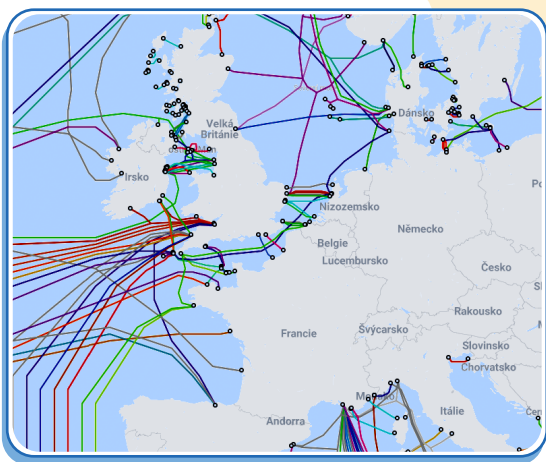 Velká
Británie
Dánsko
Irsko
Nizozemsko
Německo
Belgie
Lucembursko
Česko
Rakousko
Francie
Švýcarsko
Slovinsko
Chorvatsko
Itálie
Andorra